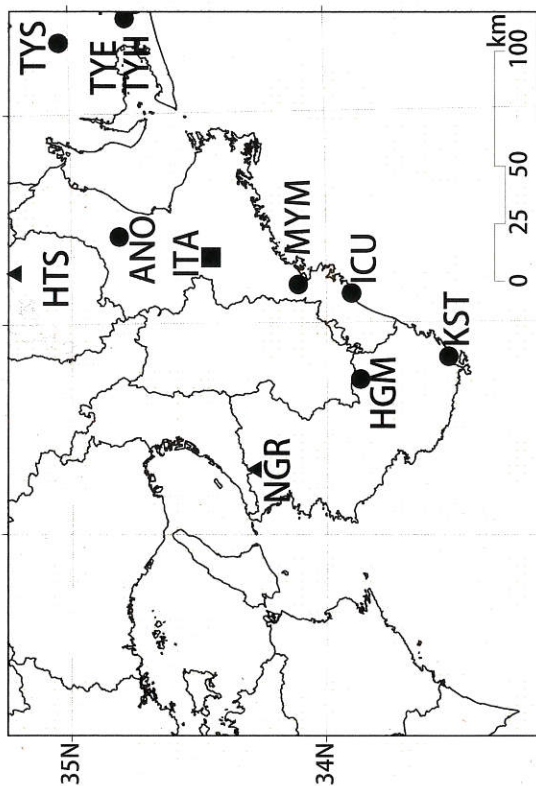 TYS
TYE
TYH
HTS
ANO
ITA
MYM
ICU
HGM
KST
NGR
35N
34N
0 25 50 100
km